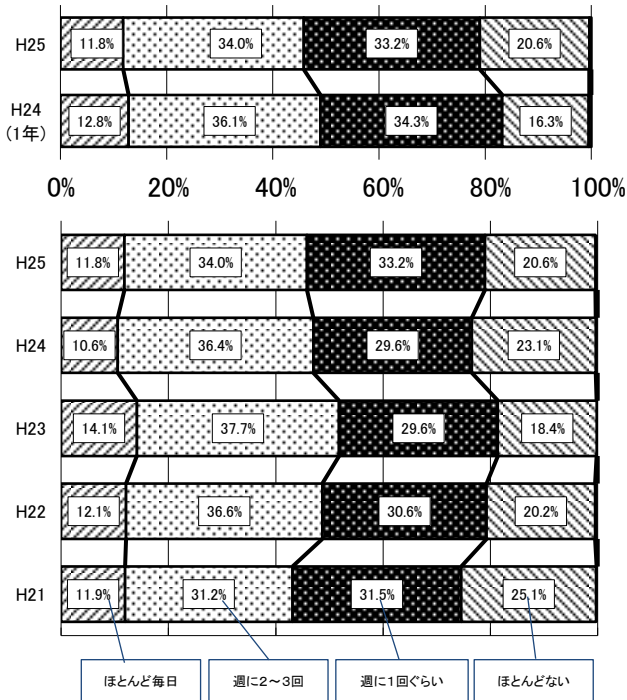 H25 11.8% 34.0% 33.2% 20.6%
H24
(1年) 12.8% 36.1% 34.3% 16.3%
0% 20% 40% 60% 80% 100%
H25 11.8% 34.0% 33.2% 20.6%
H24 10.6% 36.4% 29.6% 23.1%
H23 14.1% 37.7% 29.6% 18.4%
H22 12.1% 36.6% 30.6% 20.2%
H21 11.9% 31.2% 31.5% 25.1%
ほとんど毎日 週に2～3回 週に1回ぐらい ほとんどない